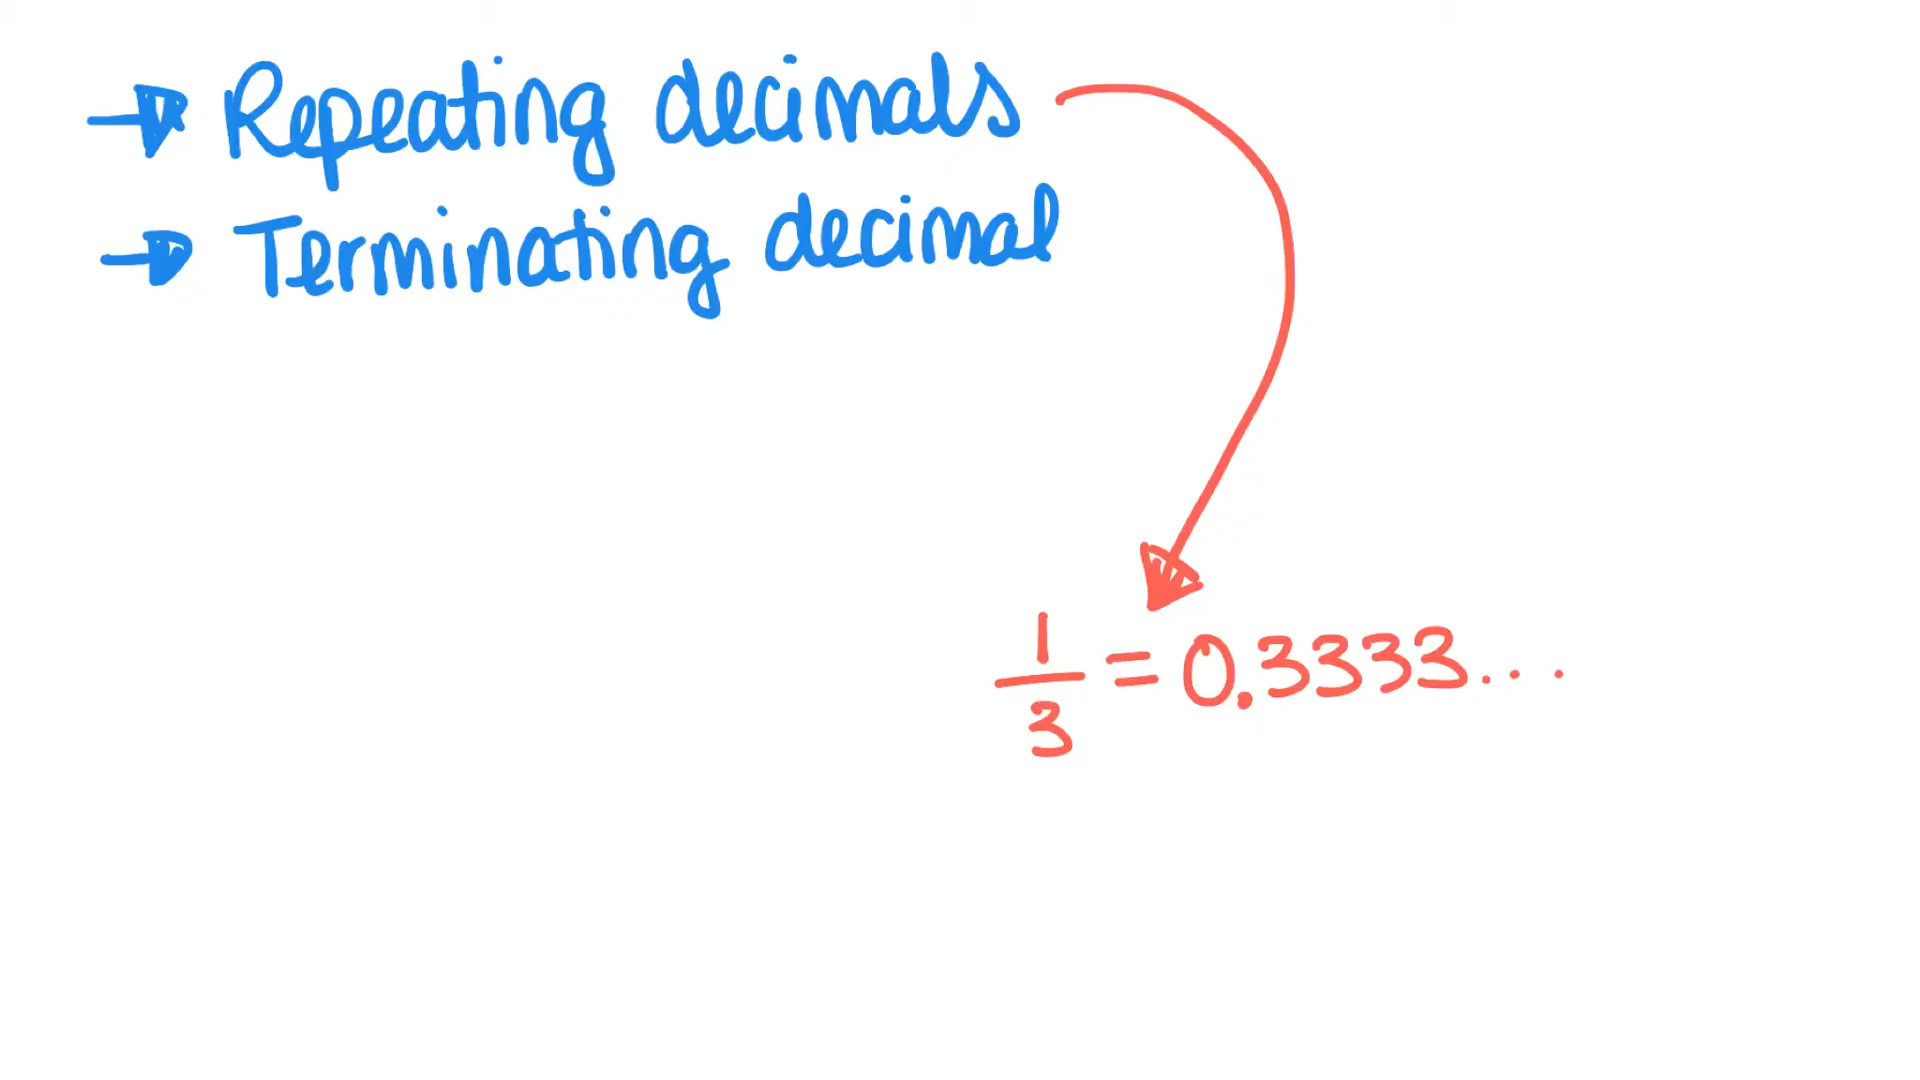 → Repeating decimals
→ Terminating decimal
1/3 = 0.3333...